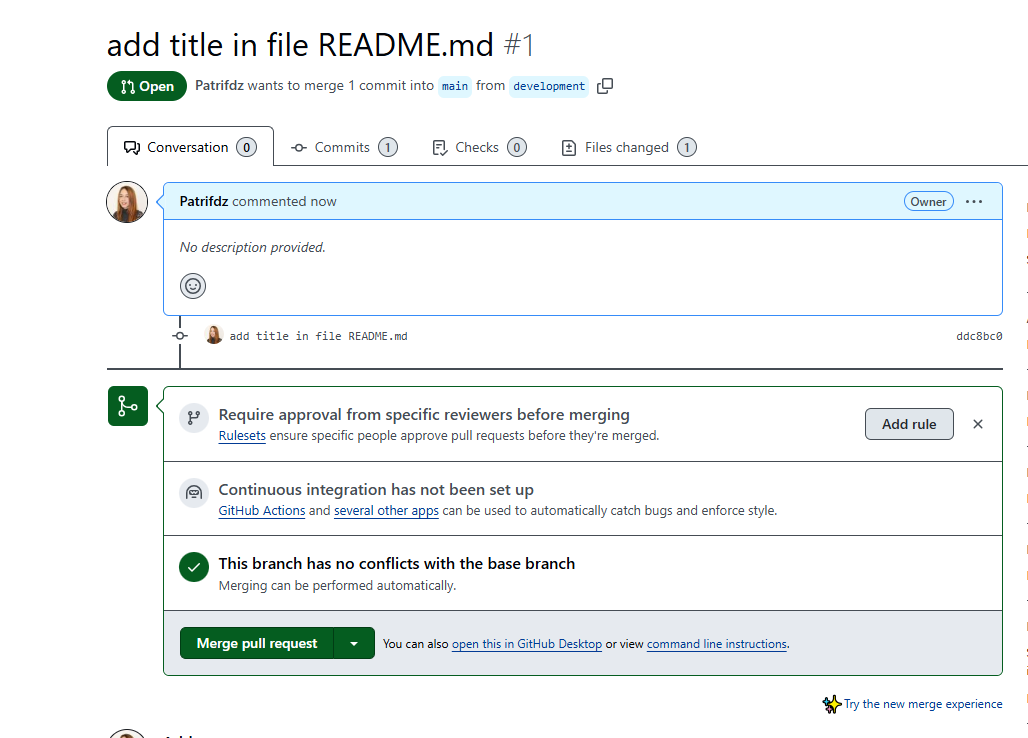 add title in file README.md #1
Open Patrifdz wants to merge 1 commit into main from development
Conversation 0 Commits 1 Checks 0 Files changed 1
Patrifdz commented now Owner
No description provided.
add title in file README.md ddc8bc0
Require approval from specific reviewers before merging
Rulesets ensure specific people approve pull requests before they're merged.
Add rule
Continuous integration has not been set up
GitHub Actions and several other apps can be used to automatically catch bugs and enforce style.
This branch has no conflicts with the base branch
Merging can be performed automatically.
Merge pull request You can also open this in GitHub Desktop or view command line instructions.
Try the new merge experience